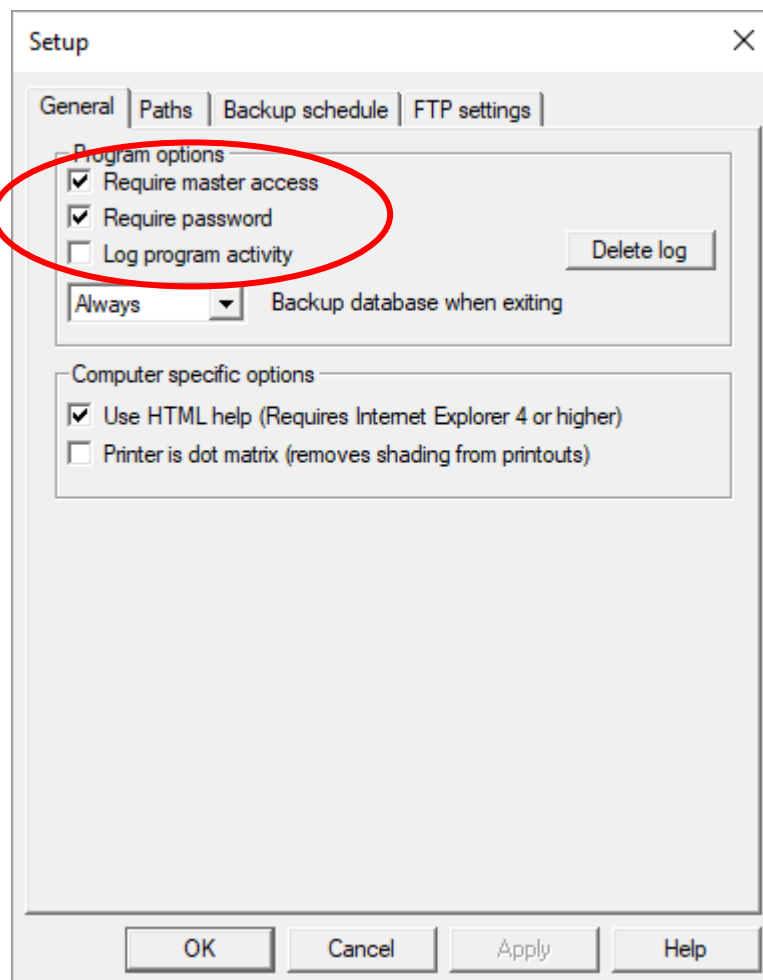 Setup
General Paths Backup schedule FTP settings
Program options
Require master access
Require password
Log program activity
Delete log
Always Backup database when exiting
Computer specific options
Use HTML help (Requires Internet Explorer 4 or higher)
Printer is dot matrix (removes shading from printouts)
OK Cancel Apply Help